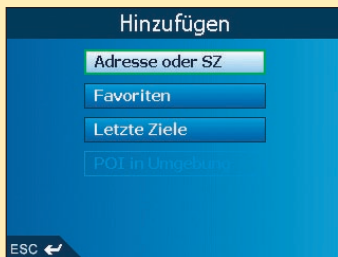 Hinzufügen
Adresse oder SZ
Favoriten
Letzte Ziele
POI in Umgebung
ESC